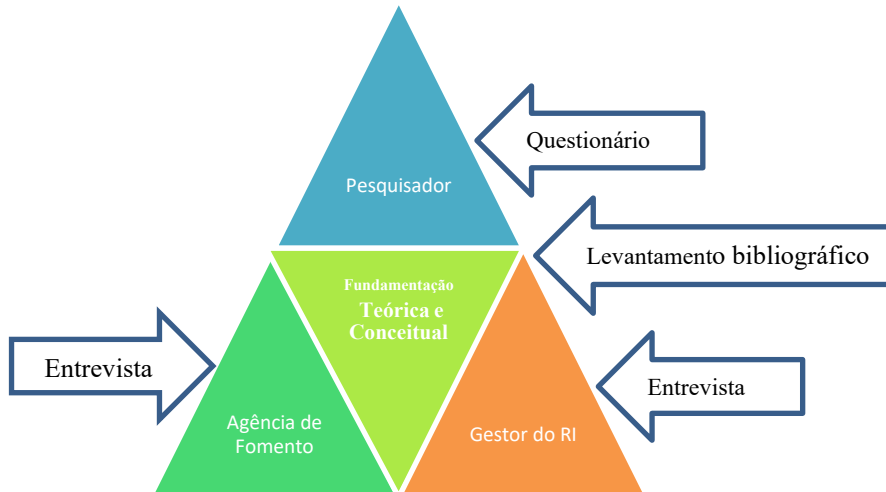 Questionário
Pesquisador
Levantamento bibliográfico
Fundamentação
Teórica e
Conceitual
Entrevista
Entrevista
Agência de
Fomento
Gestor do RI